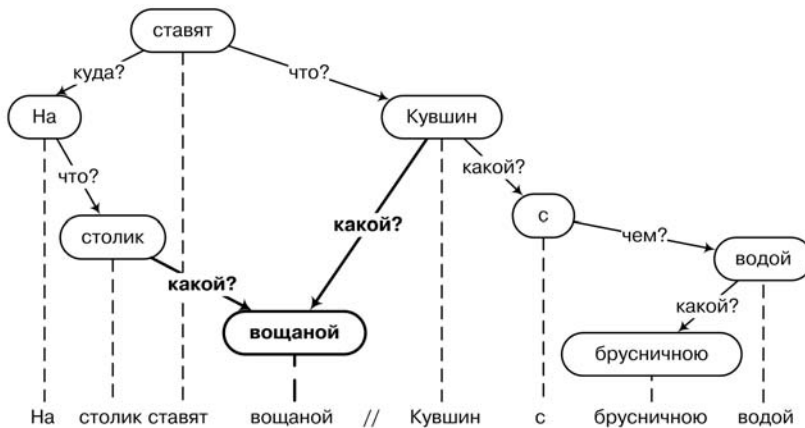 ставят
куда?
что?
На
Кувшин
что?
какой?
с
столик
какой?
чем?
водой
какой?
какой?
вощаной
брусничною
На столик ставят вощаной // Кувшин с брусничною водой